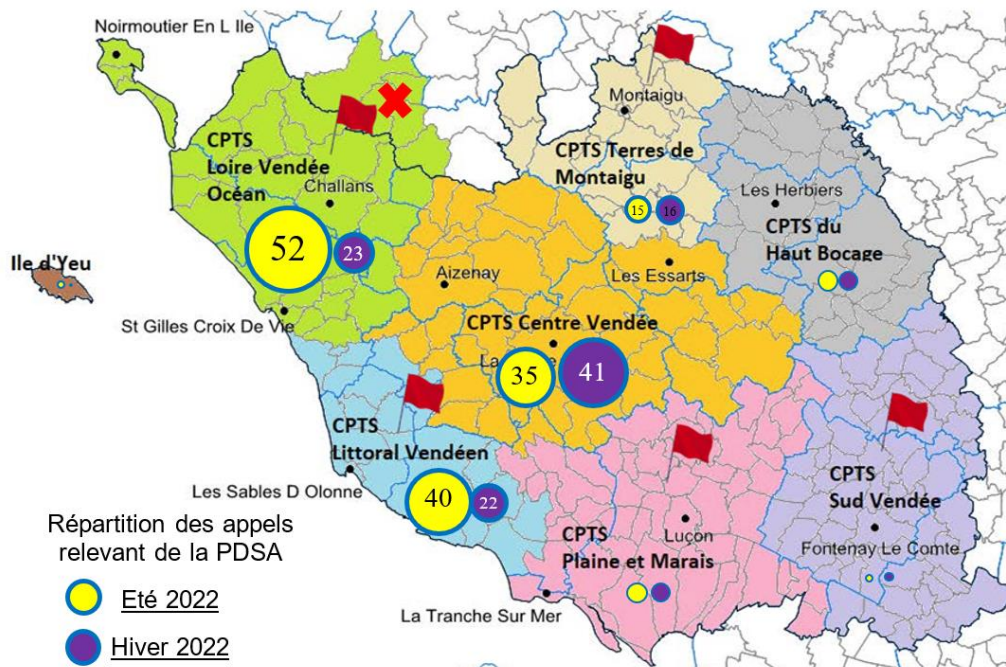 Noirmoutier En L Ile
Montaigu
CPTS
Loire Vendée
Océan
Challans
CPTS Terres de
Montaigu
Les Herbiers
15
16
CPTS du
Haut Bocage
52
23
Ile d'Yeu
Aizenay
Les Essarts
St Gilles Croix De Vie
CPTS Centre Vendée
La
35
41
CPTS
Littoral Vendéen
Les Sables D Olonne
40
22
CPTS
Sud Vendée
Luçon
CPTS
Plaine et Marais
Fontenay Le Comte
La Tranche Sur Mer
Répartition des appels
relevant de la PDSA
Eté 2022
Hiver 2022